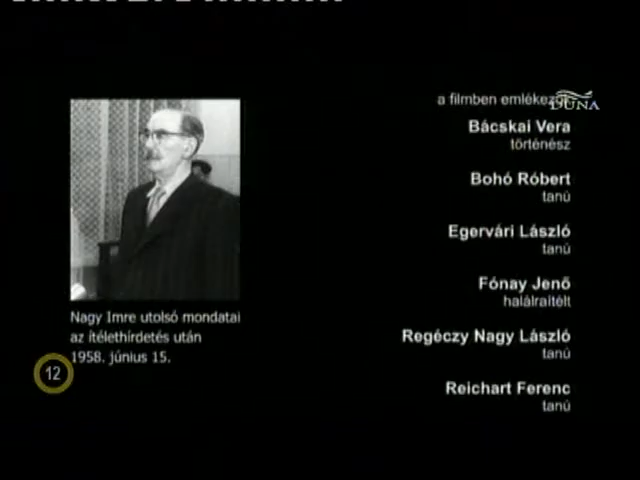 a filmben emlékezők
DUNA
Bácskai Vera
történész
Bohó Róbert
tanú
Egervári László
tanú
Fónay Jenő
halálraítélt
Regéczy Nagy László
tanú
Reichart Ferenc
tanú
Nagy Imre utolsó mondatai
az ítélethirdetés után
1958. június 15.
12